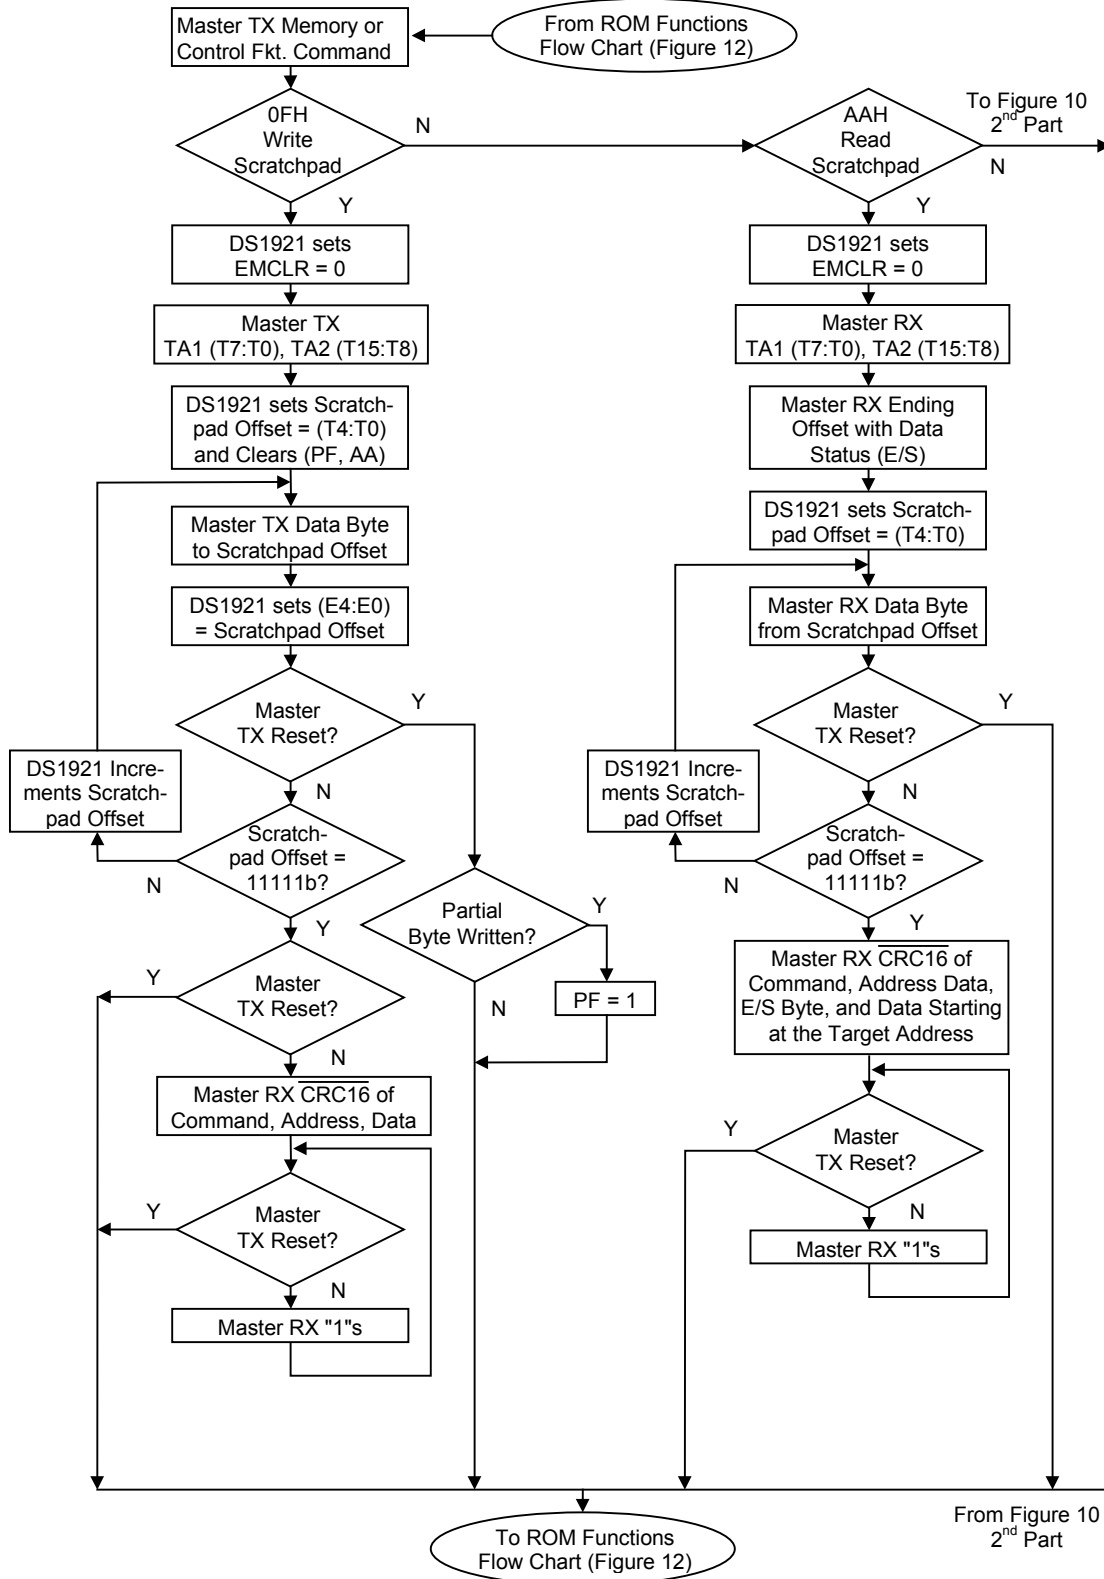 Master TX Memory or
Control Fkt. Command
From ROM Functions
Flow Chart (Figure 12)
0FH
Write
Scratchpad
N
Y
AAH
Read
Scratchpad
To Figure 10
2nd Part
N
Y
DS1921 sets
EMCLR = 0
Master TX
TA1 (T7:T0), TA2 (T15:T8)
DS1921 sets Scratch-
pad Offset = (T4:T0)
and Clears (PF, AA)
Master TX Data Byte
to Scratchpad Offset
DS1921 sets (E4:E0)
= Scratchpad Offset
Master
TX Reset?
Y
N
DS1921 Incre-
ments Scratch-
pad Offset
Scratch-
pad Offset =
11111b?
N
Y
Partial
Byte Written?
Y
N
PF = 1
Master
TX Reset?
Y
N
Master RX CRC16 of
Command, Address, Data
Master
TX Reset?
Y
N
Master RX "1"s
DS1921 sets
EMCLR = 0
Master RX
TA1 (T7:T0), TA2 (T15:T8)
Master RX Ending
Offset with Data
Status (E/S)
DS1921 sets Scratch-
pad Offset = (T4:T0)
Master RX Data Byte
from Scratchpad Offset
Master
TX Reset?
Y
N
DS1921 Incre-
ments Scratch-
pad Offset
Scratch-
pad Offset =
11111b?
N
Y
Master RX CRC16 of
Command, Address Data,
E/S Byte, and Data Starting
at the Target Address
Master
TX Reset?
Y
N
Master RX "1"s
To ROM Functions
Flow Chart (Figure 12)
From Figure 10
2nd Part